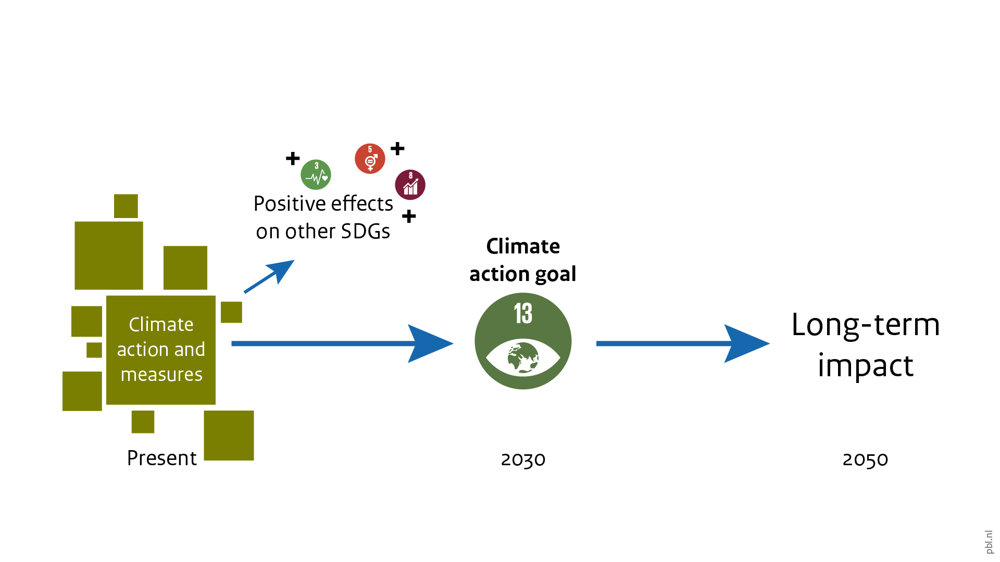 +
3
5
+
8
Positive effects
on other SDGs
+
Climate
action goal
13
Climate
action and
measures
Long-term
impact
Present
2030
2050
pbl.nl